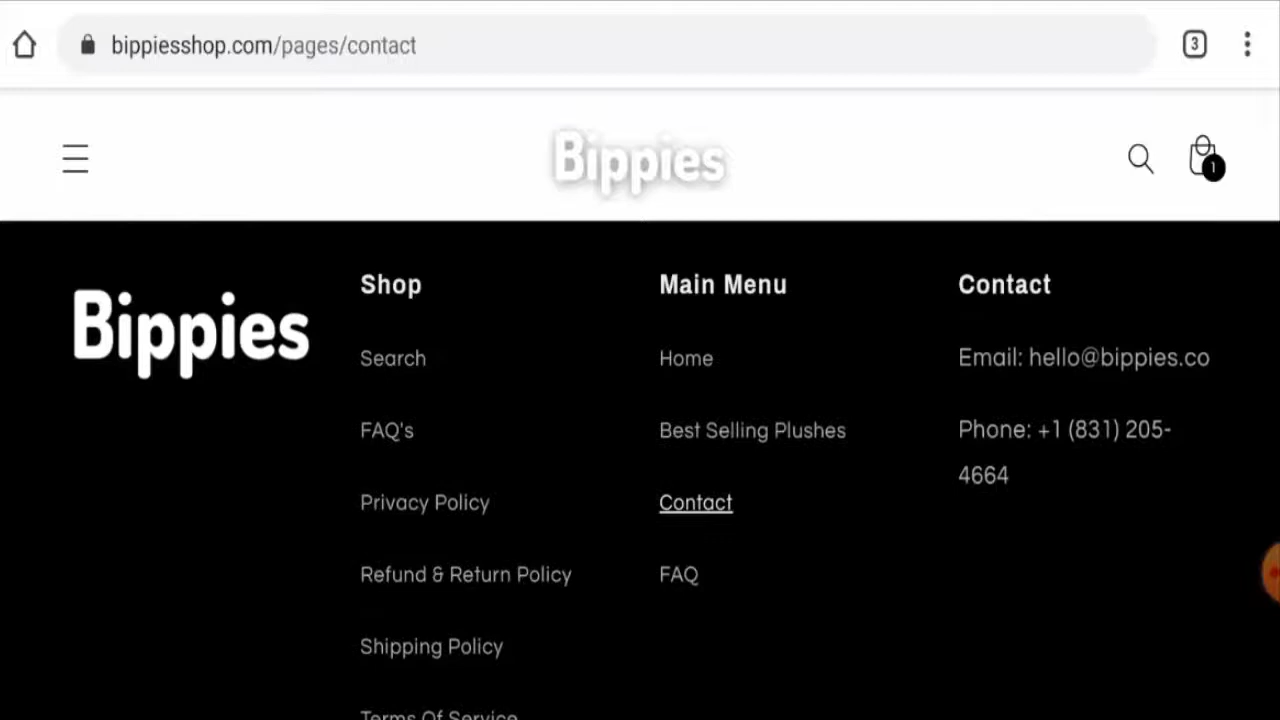 bippiesshop.com/pages/contact
3
Bippies
1
Bippies
Shop
Search
FAQ's
Privacy Policy
Refund & Return Policy
Shipping Policy
Terms Of Service
Main Menu
Home
Best Selling Plushes
Contact
FAQ
Contact
Email: hello@bippies.co
Phone: +1 (831) 205-
4664